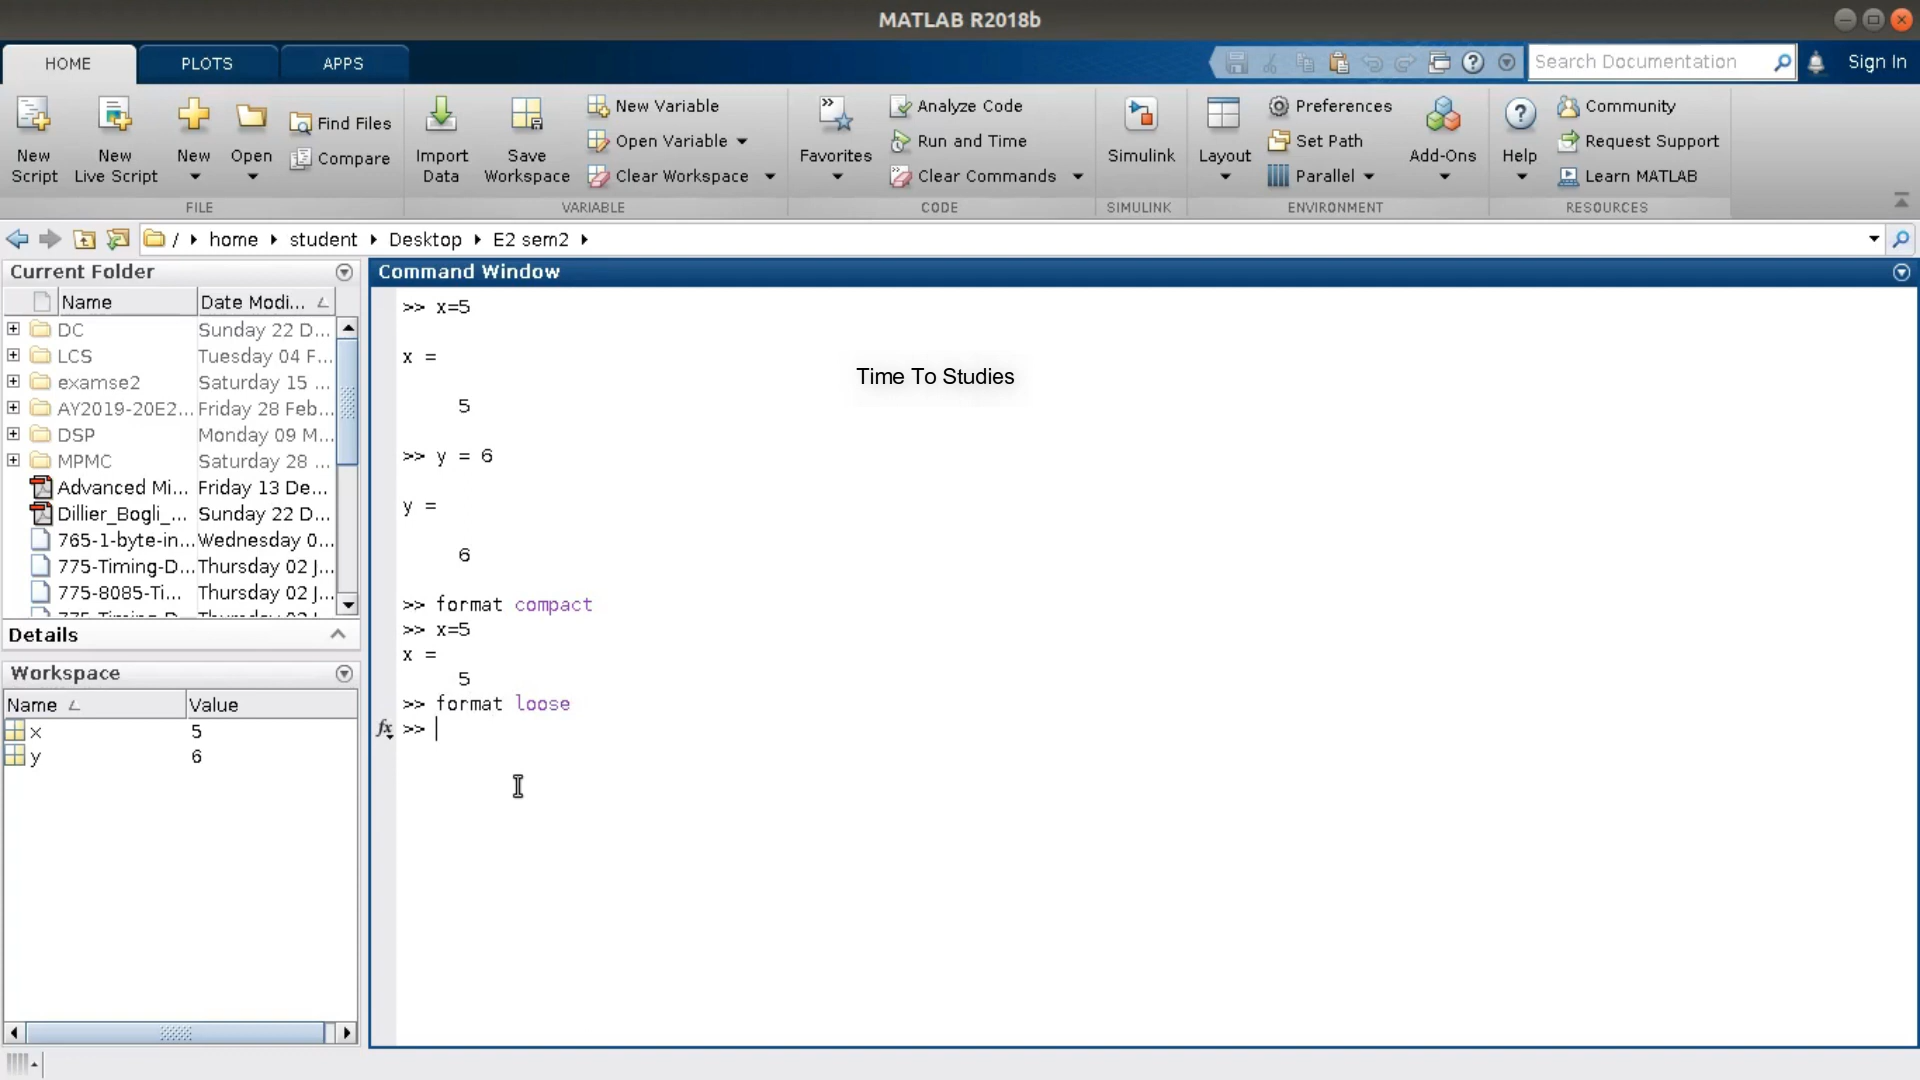 MATLAB R2018b
HOME PLOTS APPS
Search Documentation
Sign In
New Script
New Live Script
New
Open
Find Files
Compare
FILE
Import Data
Save Workspace
New Variable
Open Variable
Clear Workspace
VARIABLE
Favorites
Analyze Code
Run and Time
Clear Commands
CODE
Simulink
SIMULINK
Layout
Preferences
Set Path
Parallel
Add-Ons
ENVIRONMENT
Help
Community
Request Support
Learn MATLAB
RESOURCES
/ home student Desktop E2 sem2
Current Folder
Name Date Modi...
DC Sunday 22 D...
LCS Tuesday 04 F...
examse2 Saturday 15 ...
AY2019-20E2... Friday 28 Feb...
DSP Monday 09 M...
MPMC Saturday 28 ...
Advanced Mi... Friday 13 De...
Dillier_Bogli_... Sunday 22 D...
765-1-byte-in... Wednesday 0...
775-Timing-D... Thursday 02 J...
775-8085-Ti... Thursday 02 J...
Details
Workspace
Name Value
x 5
y 6
Command Window
>> x=5
x =
5
Time To Studies
>> y = 6
y =
6
>> format compact
>> x=5
x =
5
>> format loose
fx >>